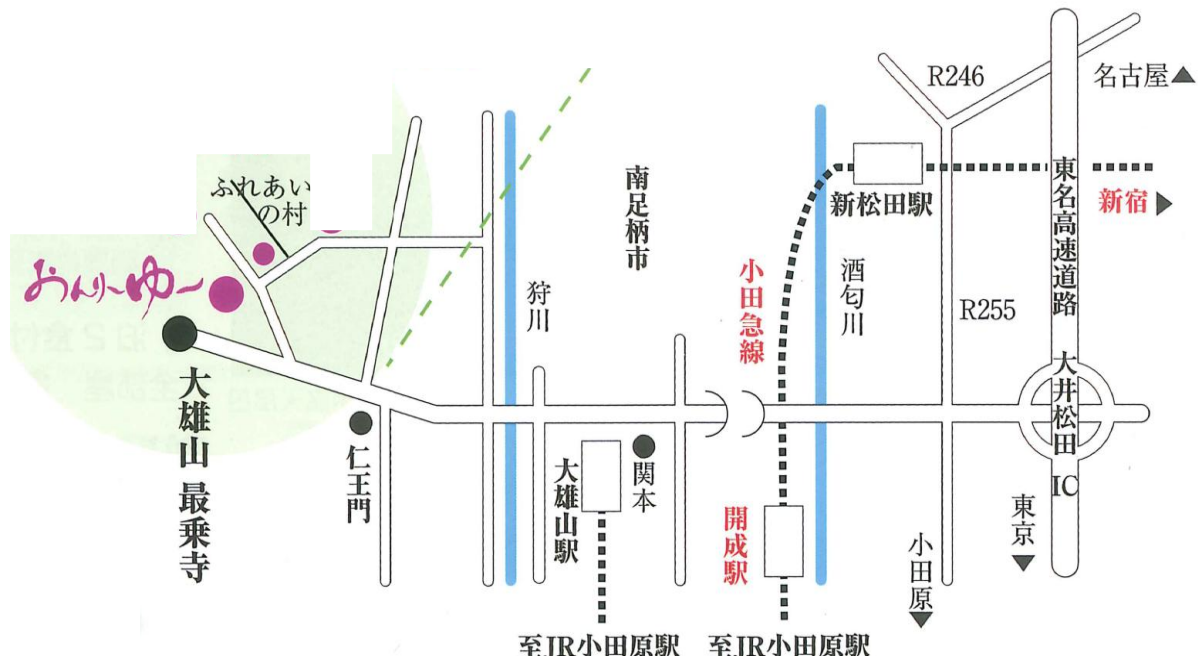 R246
名古屋▲
ふれあい
の村
南足柄市
新松田駅
東名高速道路
新宿▶
おんりーゆー
狩川
小田急線
酒匂川
R255
大雄山 最乗寺
仁王門
大雄山駅
関本
開成駅
大井松田IC
東京▼
小田原▼
至JR小田原駅
至JR小田原駅